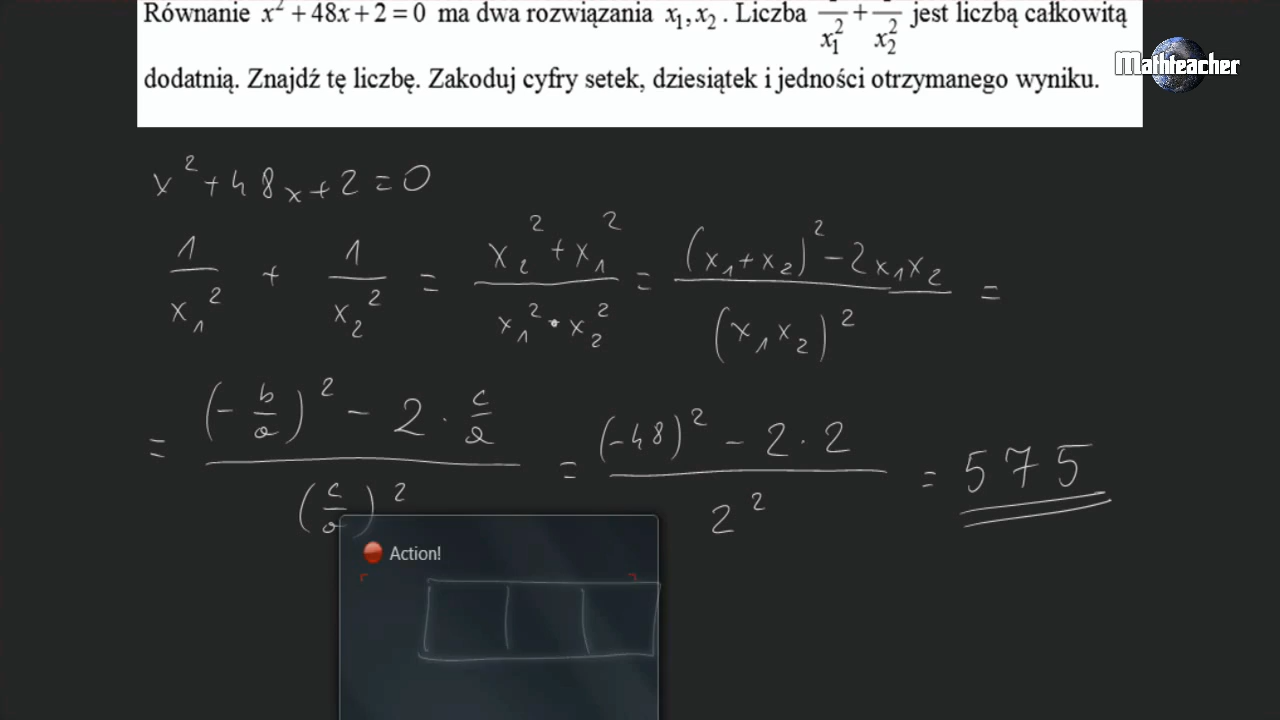 Równanie x² + 48x + 2 = 0 ma dwa rozwiązania x₁, x₂. Liczba 1/x₁² + 1/x₂² jest liczbą całkowitą
Mathteacher
dodatnią. Znajdź tę liczbę. Zakoduj cyfry setek, dziesiątek i jedności otrzymanego wyniku.
x² + 48x + 2 = 0
1/x₁² + 1/x₂² = (x₂² + x₁²)/(x₁² · x₂²) = ((x₁ + x₂)² − 2x₁x₂)/(x₁x₂)² =
= ((−b/a)² − 2 · c/a)/(c/a)² = ((−48)² − 2 · 2)/2² = 575
Action!